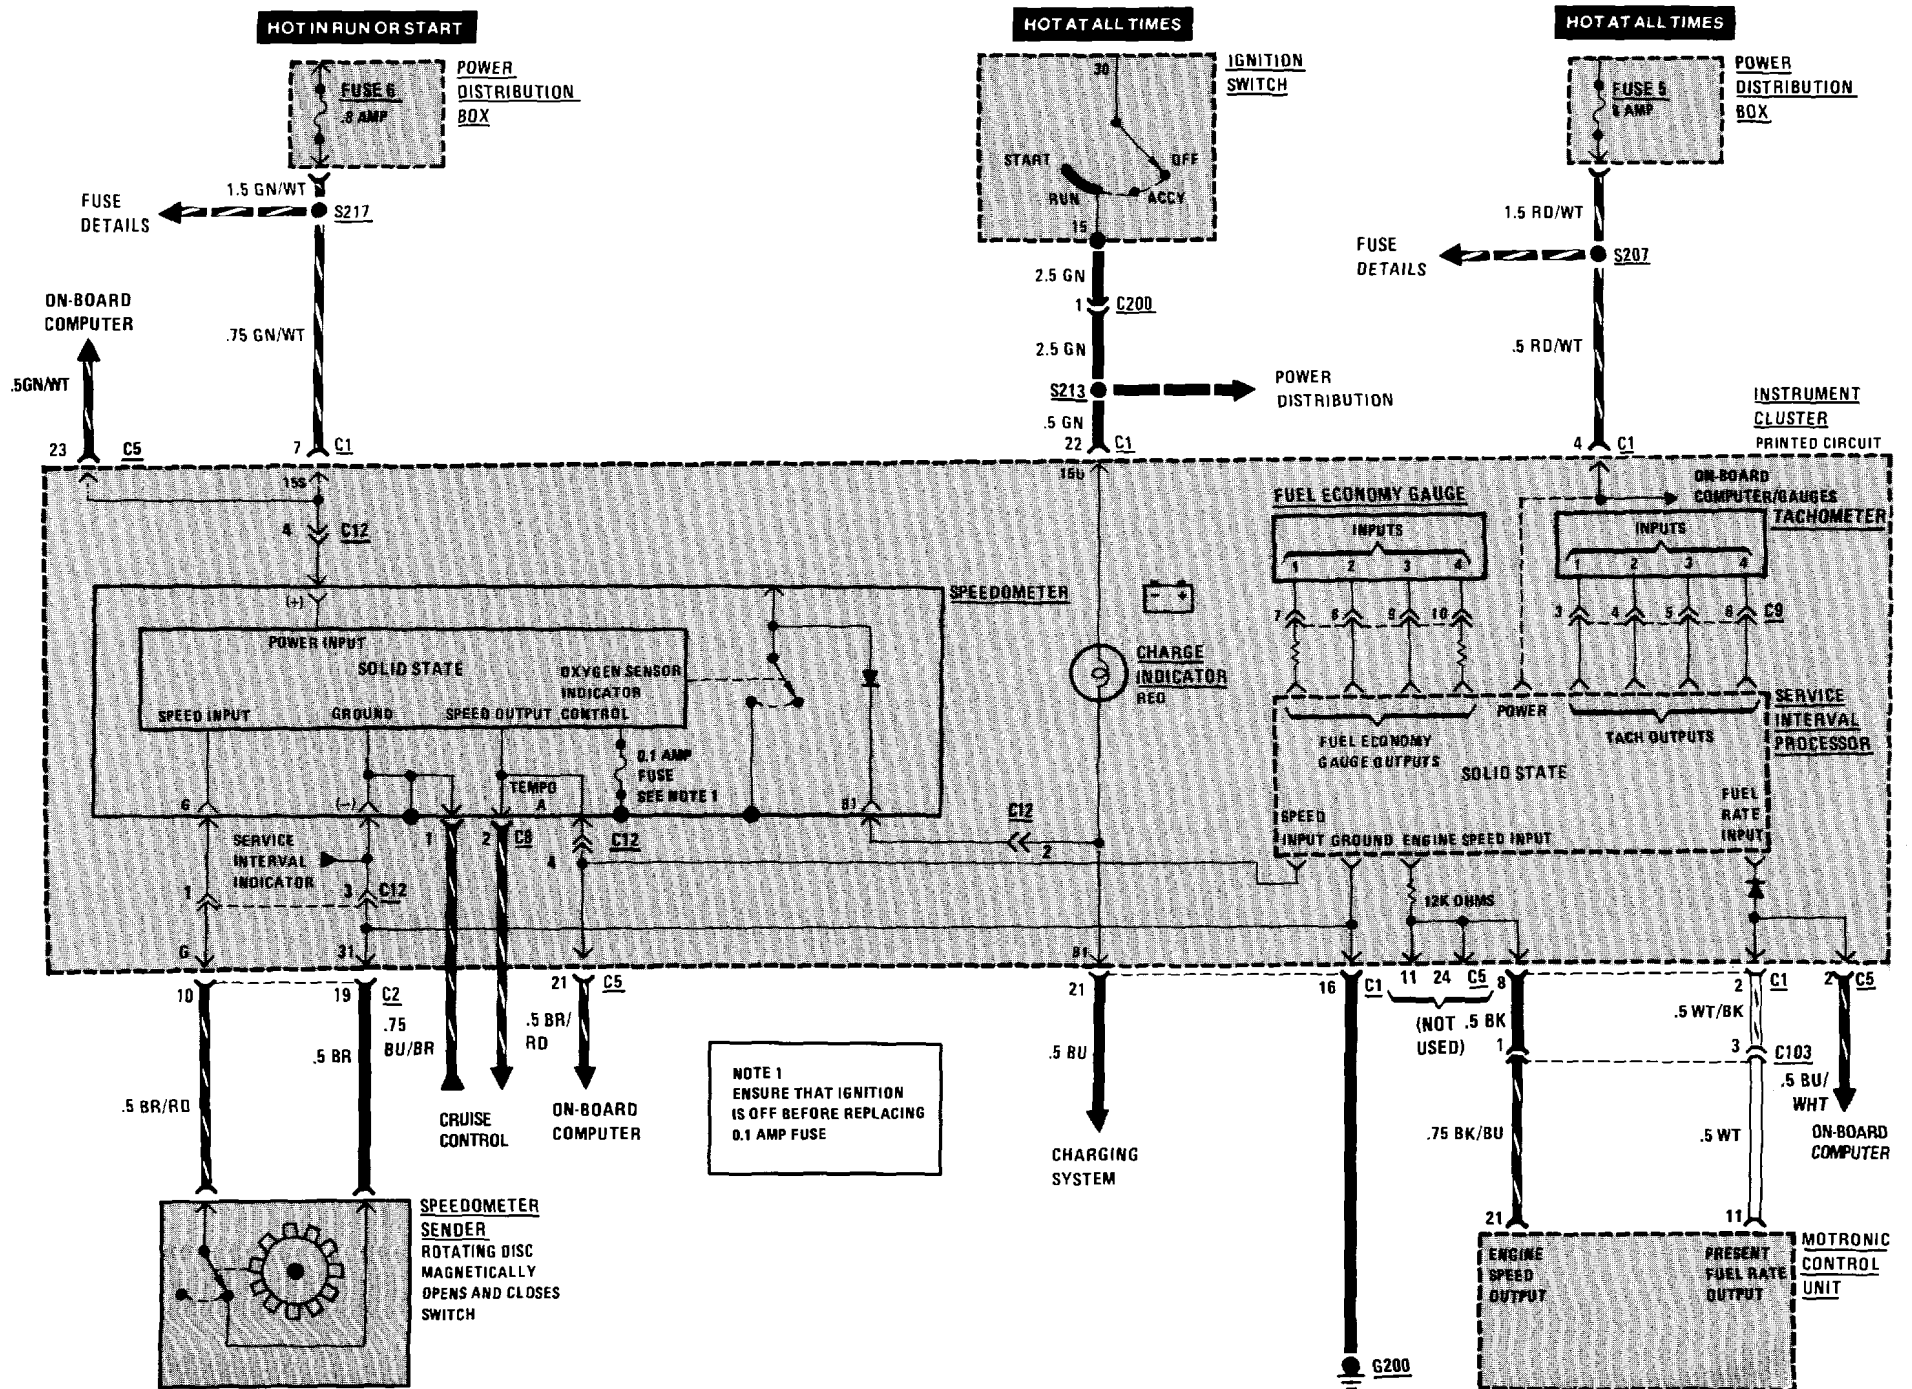 HOT IN RUN OR START
HOT AT ALL TIMES
HOT AT ALL TIMES
FUSE 6
.8 AMP
POWER
DISTRIBUTION
BOX
30
START
OFF
RUN
ACCY
15
IGNITION
SWITCH
FUSE 5
8 AMP
POWER
DISTRIBUTION
BOX
1.5 GN/WT
FUSE
DETAILS
S217
2.5 GN
1
C200
1.5 RD/WT
FUSE
DETAILS
S207
ON-BOARD
COMPUTER
.75 GN/WT
.5GN/WT
2.5 GN
S213
POWER
DISTRIBUTION
.5 GN
.5 RD/WT
INSTRUMENT
CLUSTER
PRINTED CIRCUIT
23
C5
7
C1
22
C1
4
C1
15S
15U
4
C12
FUEL ECONOMY GAUGE
INPUTS
1
2
3
4
ON-BOARD
COMPUTER/GAUGES
TACHOMETER
INPUTS
1
2
3
4
7
8
9
10
3
4
5
6
C9
SPEEDOMETER
(+)
POWER INPUT
SOLID STATE
OXYGEN SENSOR
INDICATOR
CONTROL
SPEED INPUT
GROUND
SPEED OUTPUT
0.1 AMP
FUSE
SEE NOTE 1
TEMPO
A
- +
CHARGE
INDICATOR
RED
SERVICE
INTERVAL
PROCESSOR
POWER
FUEL ECONOMY
GAUGE OUTPUTS
TACH OUTPUTS
SOLID STATE
SPEED
INPUT
GROUND
ENGINE SPEED INPUT
FUEL
RATE
INPUT
G
(-)
61
1
2
C8
4
C12
C12
2
SERVICE
INTERVAL
INDICATOR
1
3
C12
12K OHMS
G
31
61
10
19
C2
21
C5
21
16
C1
11
24
C5
8
2
C1
2
C5
(NOT
USED)
.75
BU/BR
.5 BR
.5 BR/
RD
.5 BU
.5 BK
1
.5 WT/BK
3
C103
.5 BR/RD
CRUISE
CONTROL
ON-BOARD
COMPUTER
NOTE 1
ENSURE THAT IGNITION
IS OFF BEFORE REPLACING
0.1 AMP FUSE
CHARGING
SYSTEM
.75 BK/BU
.5 WT
.5 BU/
WHT
ON-BOARD
COMPUTER
SPEEDOMETER
SENDER
ROTATING DISC
MAGNETICALLY
OPENS AND CLOSES
SWITCH
G200
21
11
ENGINE
SPEED
OUTPUT
PRESENT
FUEL RATE
OUTPUT
MOTRONIC
CONTROL
UNIT